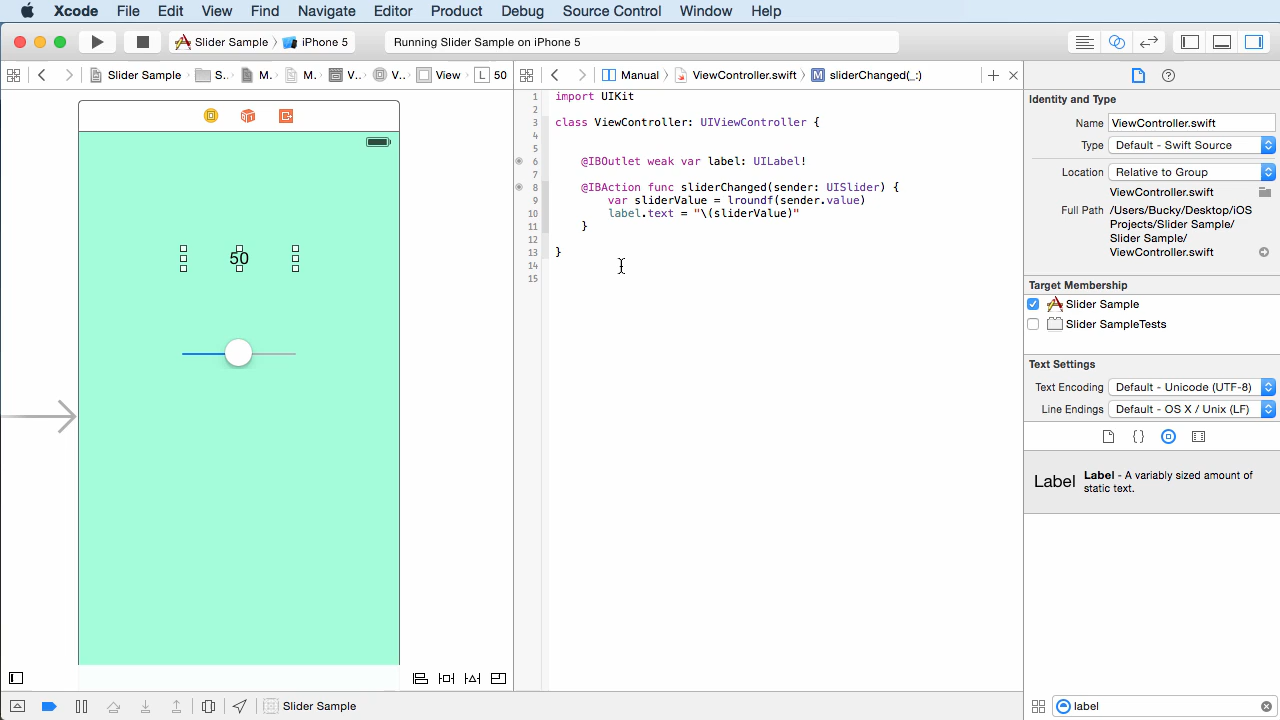 Xcode File Edit View Find Navigate Editor Product Debug Source Control Window Help
Slider Sample iPhone 5 Running Slider Sample on iPhone 5
Slider Sample S... M... M... V... V... View L 50
Manual ViewController.swift M sliderChanged(_:)
1 import UIKit
2
3 class ViewController: UIViewController {
4
5
6 @IBOutlet weak var label: UILabel!
7
8 @IBAction func sliderChanged(sender: UISlider) {
9 var sliderValue = lroundf(sender.value)
10 label.text = "\(sliderValue)"
11 }
12
13 }
14
15
50
Identity and Type
Name ViewController.swift
Type Default - Swift Source
Location Relative to Group
ViewController.swift
Full Path /Users/Bucky/Desktop/iOS
Projects/Slider Sample/
Slider Sample/
ViewController.swift
Target Membership
Slider Sample
Slider SampleTests
Text Settings
Text Encoding Default - Unicode (UTF-8)
Line Endings Default - OS X / Unix (LF)
Label Label - A variably sized amount of
static text.
Slider Sample
label